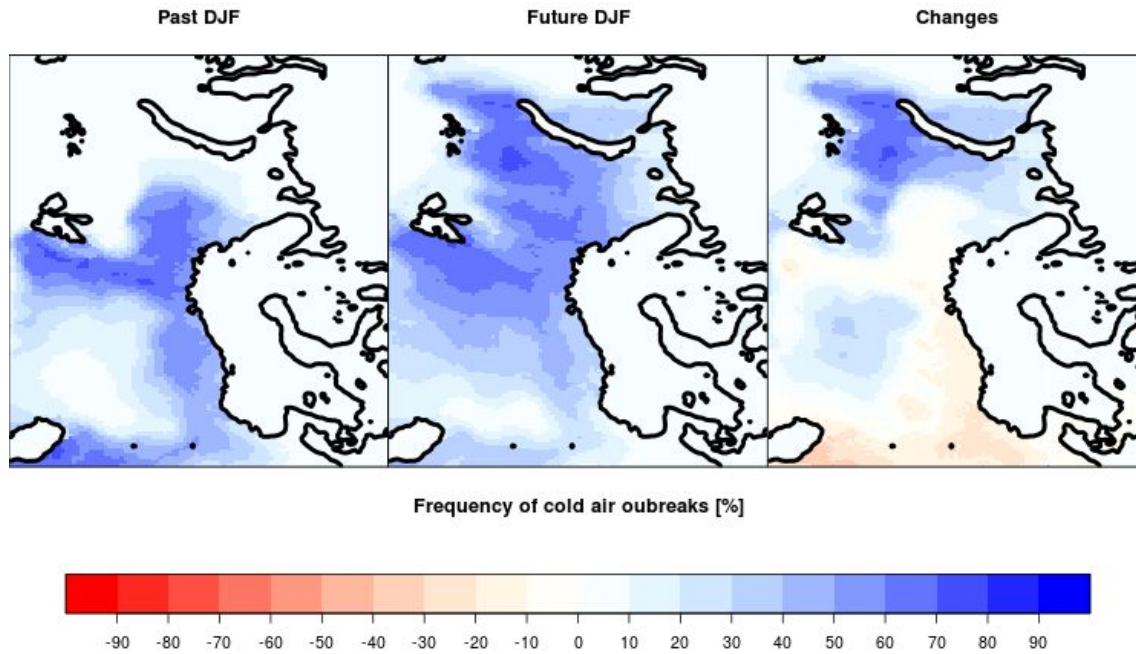 Past DJF Future DJF Changes
Frequency of cold air oubreaks [%]
-90 -80 -70 -60 -50 -40 -30 -20 -10 0 10 20 30 40 50 60 70 80 90